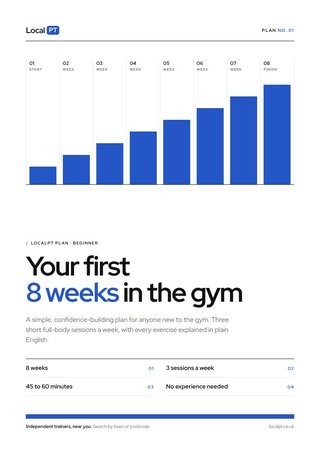 Local PT
PLAN NO. 01
01 02 03 04 05 06 07 08
START WEEK WEEK WEEK WEEK WEEK WEEK FINISH
/ LOCALPT PLAN · BEGINNER
Your first
8 weeks in the gym
A simple, confidence-building plan for anyone new to the gym. Three
short full-body sessions a week, with every exercise explained in plain
English.
8 weeks 01 3 sessions a week 02
45 to 60 minutes 03 No experience needed 04
Independent trainers, near you. Search by town or postcode. localpt.co.uk